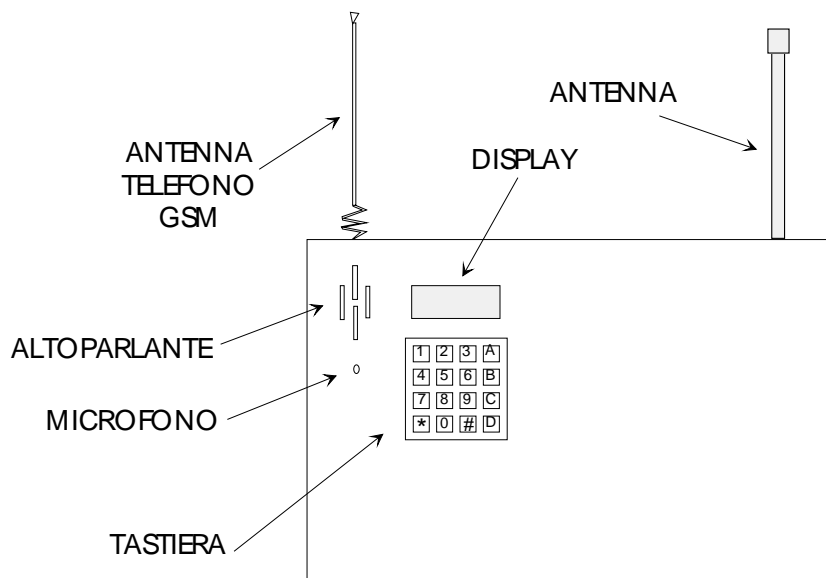 ANTENNA
ANTENNA
TELEFONO
GSM
DISPLAY
ALTOPARLANTE
1 2 3 A
4 5 6 B
7 8 9 C
* 0 # D
MICROFONO
TASTIERA